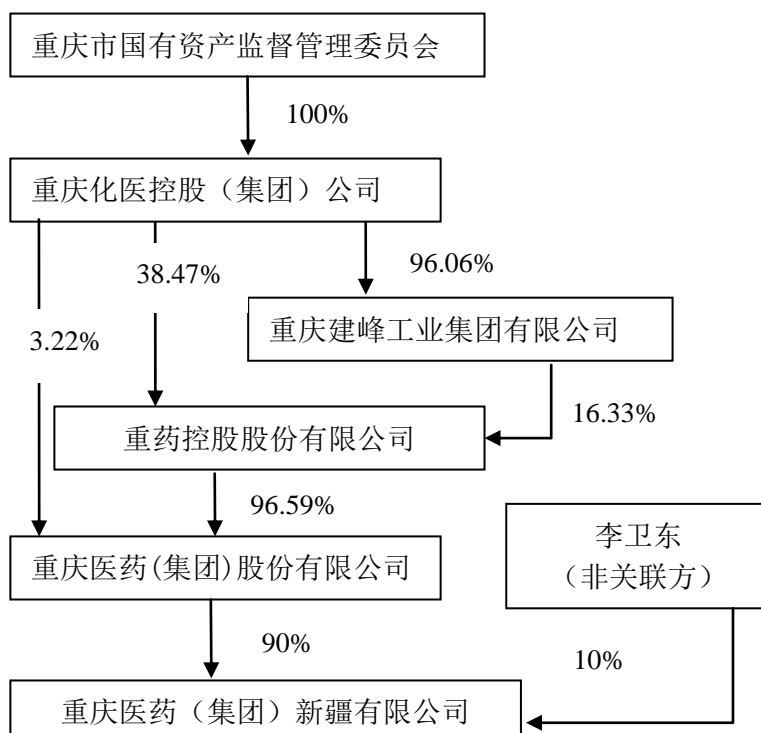 重庆市国有资产监督管理委员会
100%
重庆化医控股（集团）公司
38.47%
96.06%
3.22%
重庆建峰工业集团有限公司
16.33%
重药控股股份有限公司
96.59%
李卫东
（非关联方）
重庆医药(集团)股份有限公司
90%
10%
重庆医药（集团）新疆有限公司